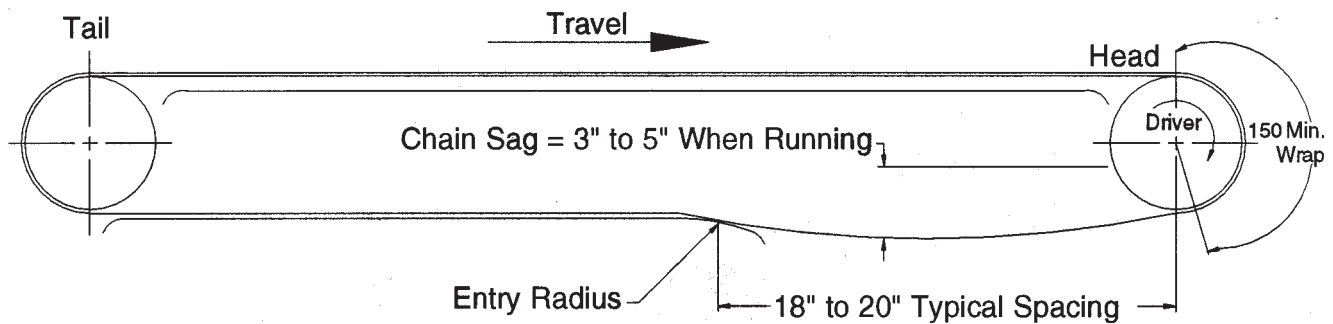 Tail
Travel
Head
Driver
150 Min.
Wrap
Chain Sag = 3" to 5" When Running
Entry Radius
18" to 20" Typical Spacing